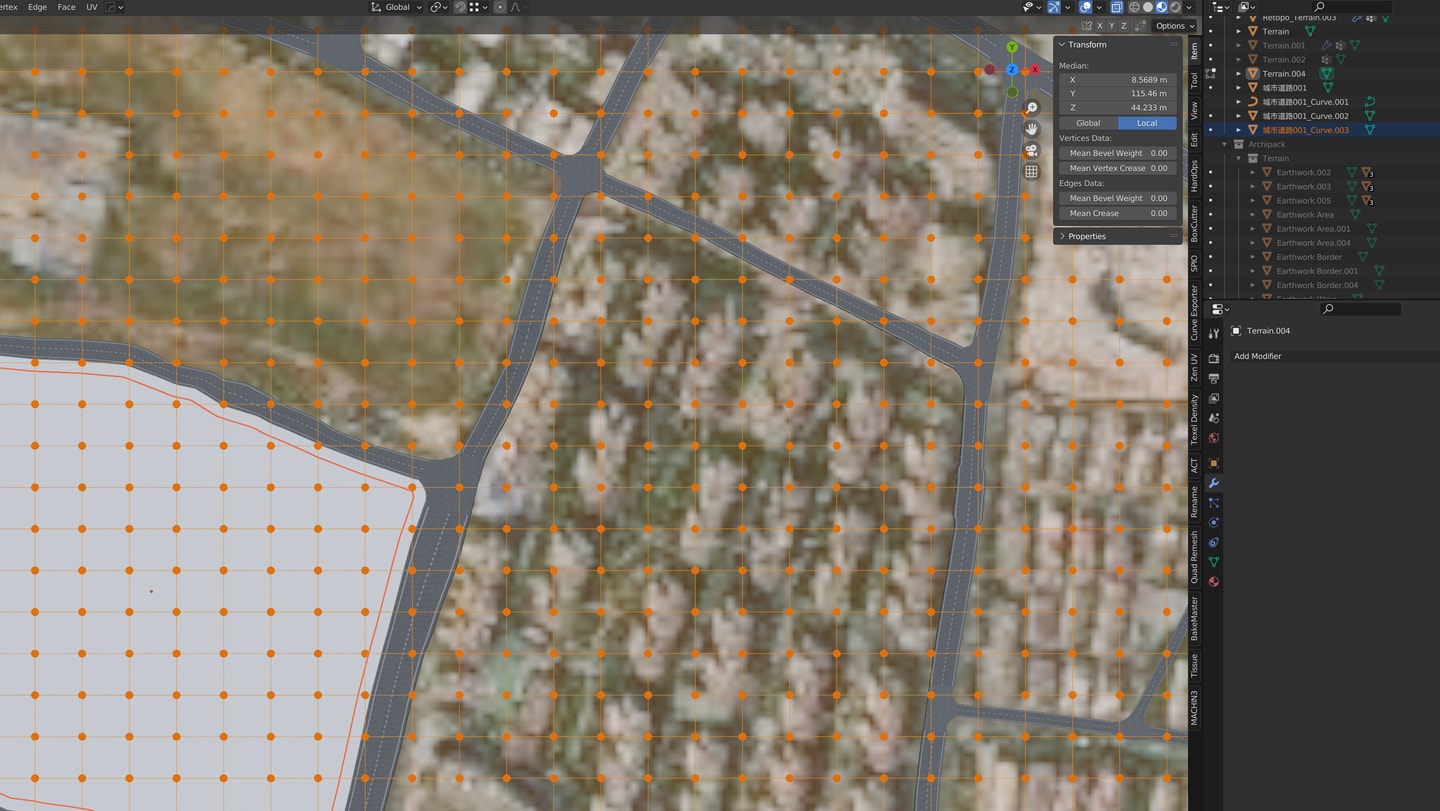 ertex Edge Face UV
Global
X Y Z
Options
Transform
Median:
X 8.5689 m
Y 115.46 m
Z 44.233 m
Global Local
Vertices Data:
Mean Bevel Weight 0.00
Mean Vertex Crease 0.00
Edges Data:
Mean Bevel Weight 0.00
Mean Crease 0.00
Properties
Y
Z
X
Item
Tool
View
Edit
HardOps
BoxCutter
SPIO
Curve Exporter
Zen UV
Texel Density
ACT
Rename
Quad Remesh
BakeMaster
Tissue
MACHIN3
Retopo_Terrain.003
Terrain
Terrain.001
Terrain.002
Terrain.004
城市道路001
城市道路001_Curve.001
城市道路001_Curve.002
城市道路001_Curve.003
Archipack
Terrain
Earthwork.002 3
Earthwork.003 3
Earthwork.005 3
Earthwork Area
Earthwork Area.001
Earthwork Area.004
Earthwork Border
Earthwork Border.001
Earthwork Border.004
Terrain.004
Add Modifier